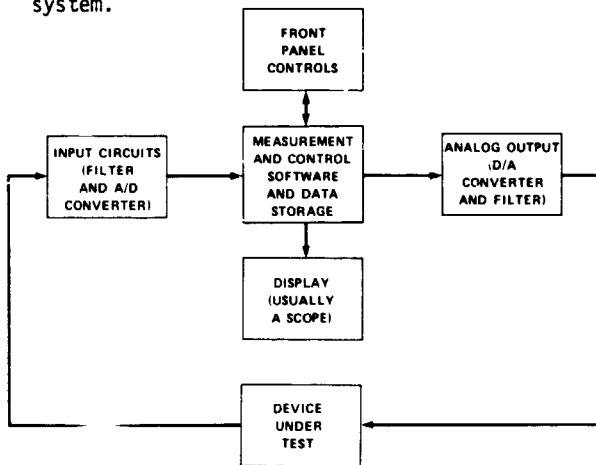 system.
FRONT
PANEL
CONTROLS
INPUT CIRCUITS
(FILTER
AND A/D
CONVERTER)
MEASUREMENT
AND CONTROL
SOFTWARE
AND DATA
STORAGE
ANALOG OUTPUT
(D/A
CONVERTER
AND FILTER)
DISPLAY
(USUALLY
A SCOPE)
DEVICE
UNDER
TEST